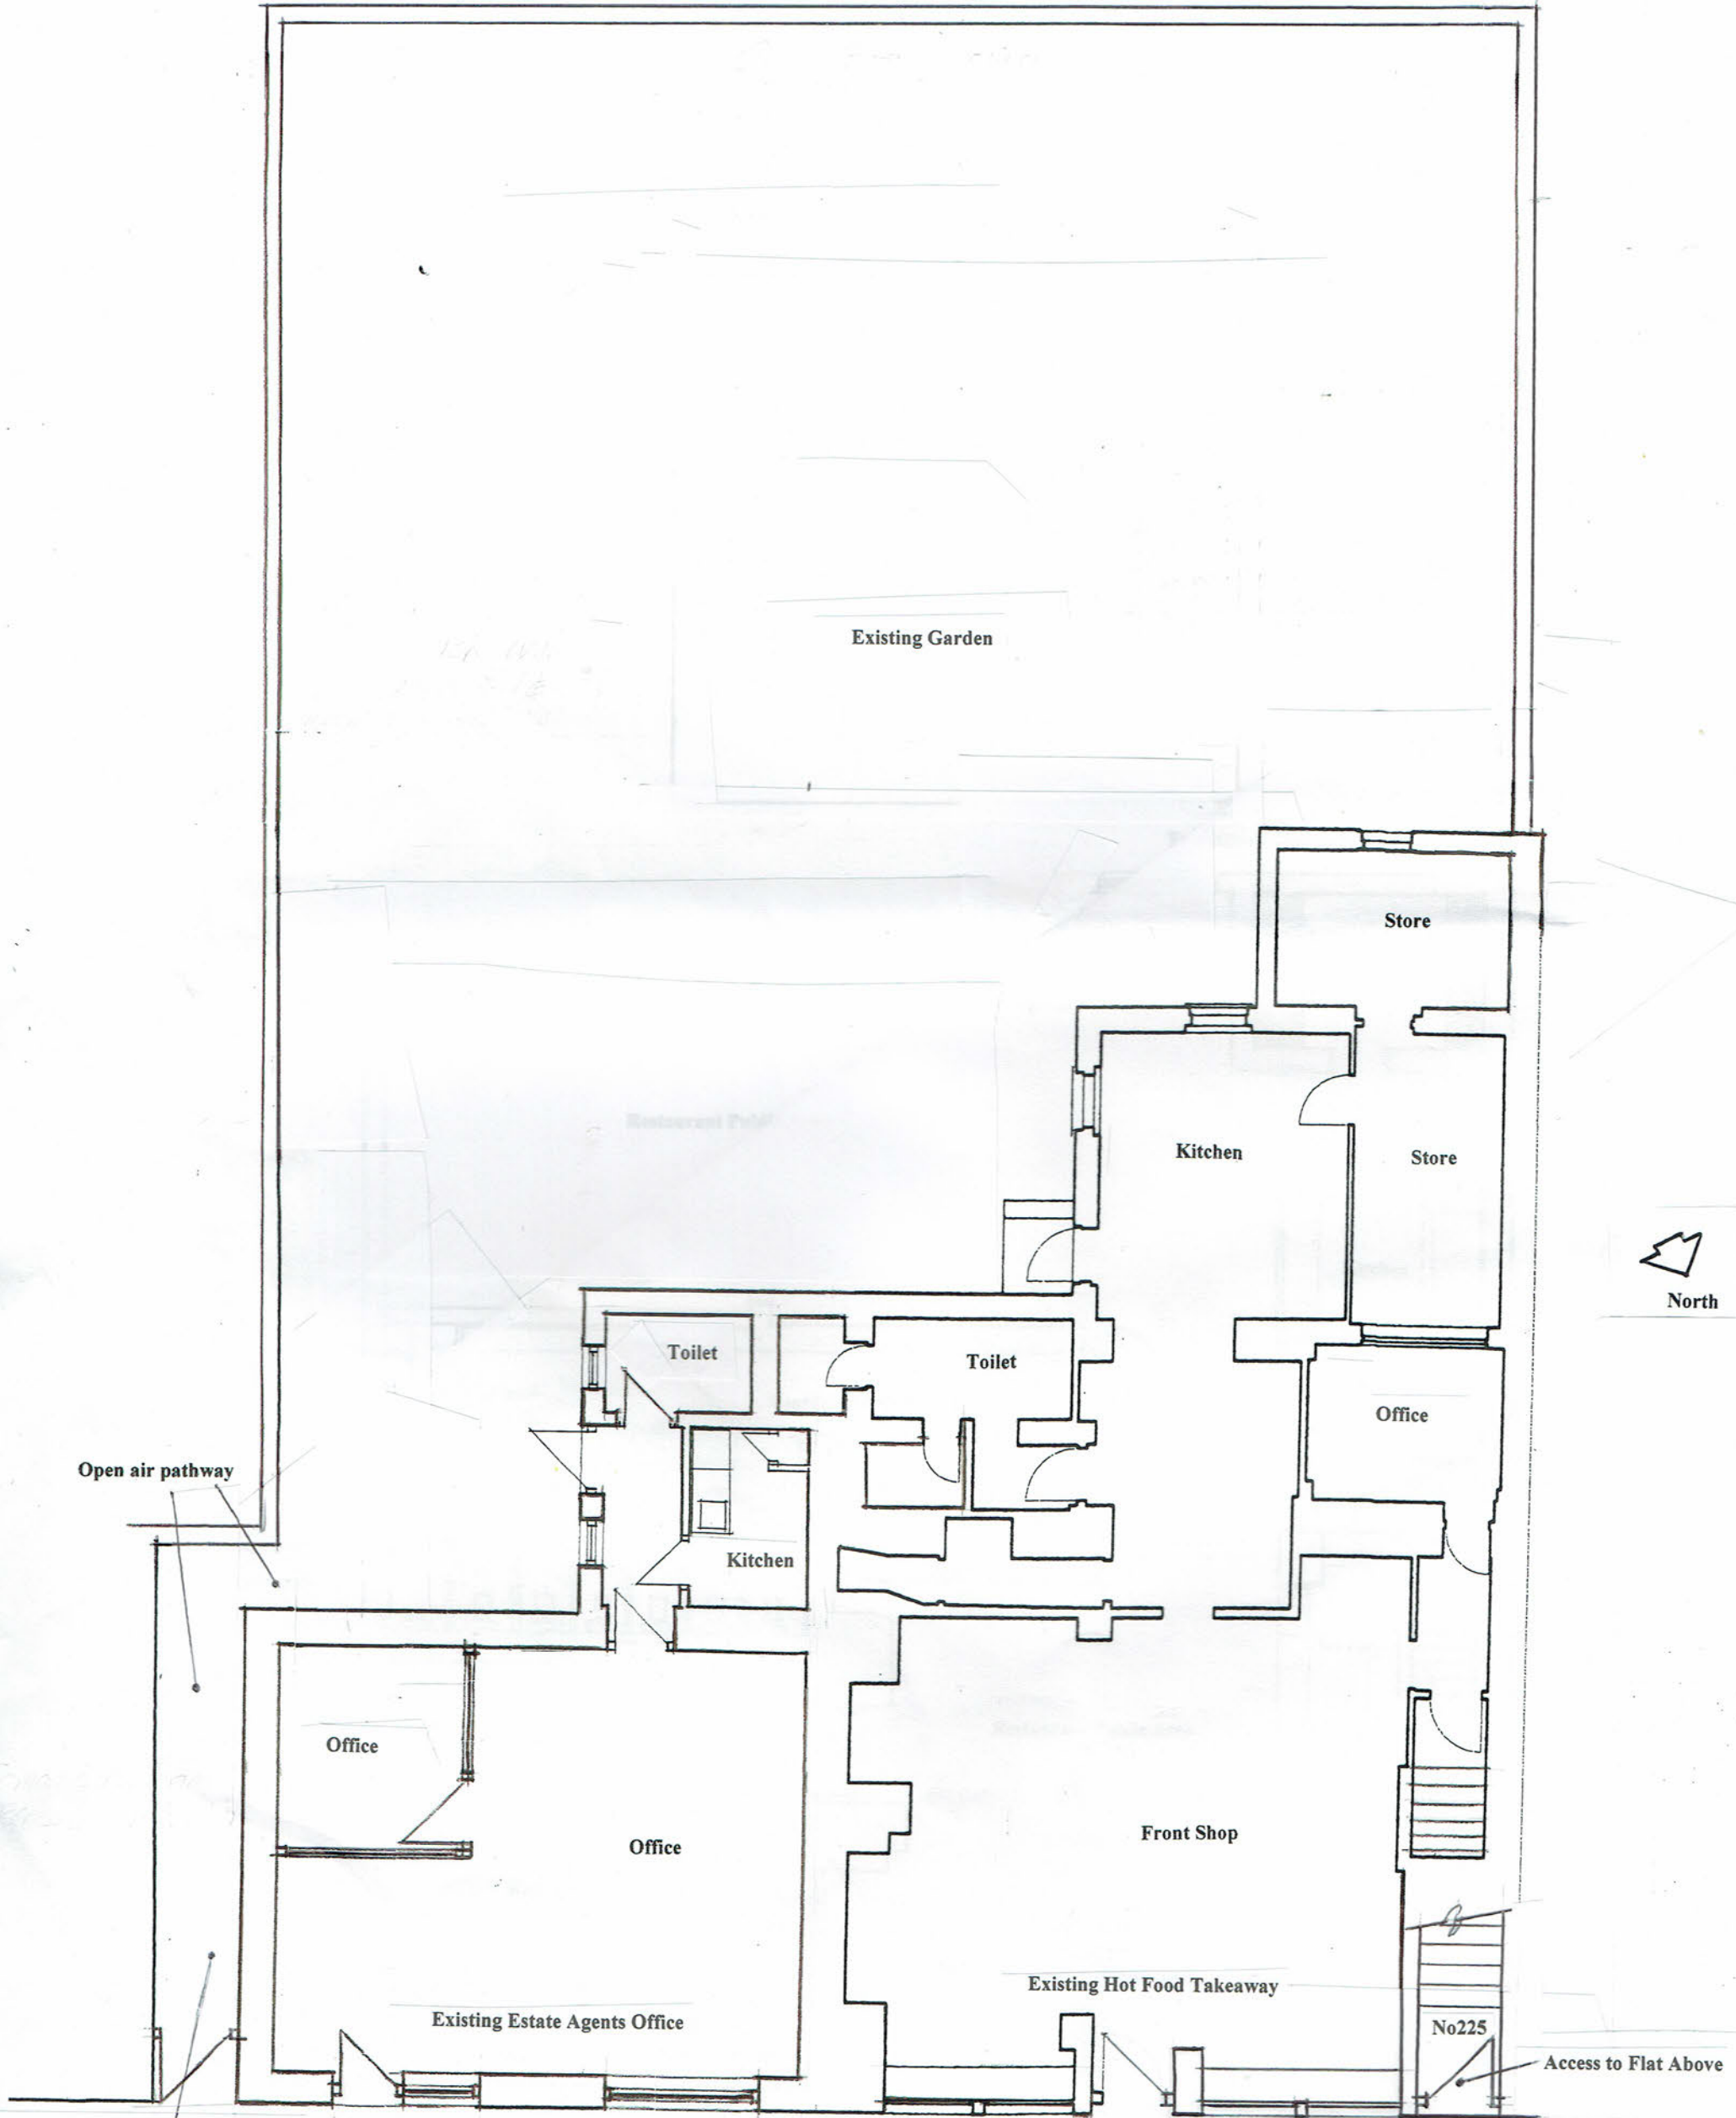 Existing Garden
Store
Kitchen
Store
North
Toilet
Toilet
Office
Open air pathway
Kitchen
Office
Office
Front Shop
Existing Hot Food Takeaway
Existing Estate Agents Office
No225
Access to Flat Above